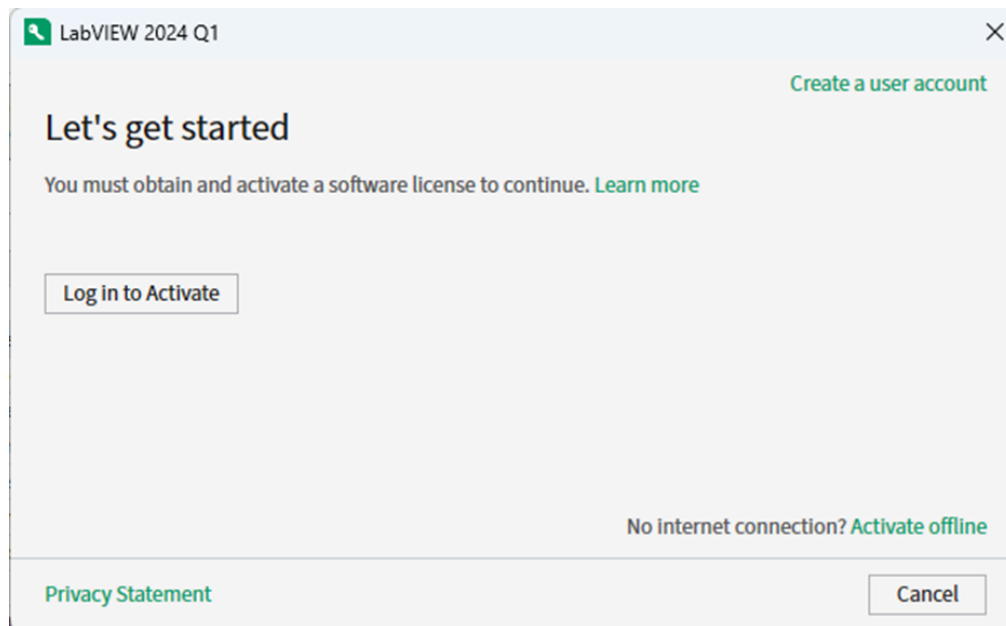 LabVIEW 2024 Q1
Create a user account
Let's get started
You must obtain and activate a software license to continue. Learn more
Log in to Activate
No internet connection? Activate offline
Privacy Statement
Cancel